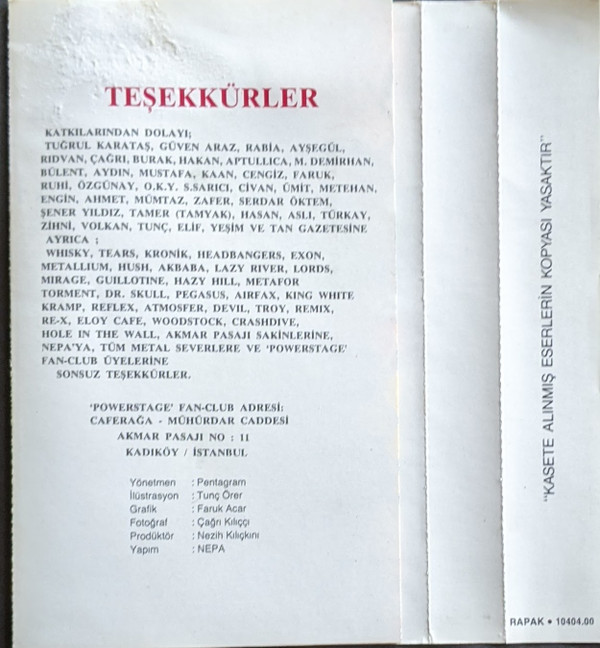 TEŞEKKÜRLER
KATKILARINDAN DOLAYI;
TUĞRUL KARATAŞ, GÜVEN ARAZ, RABİA, AYŞEGÜL,
RIDVAN, ÇAĞRI, BURAK, HAKAN, APTULLICA, M. DEMİRHAN,
BÜLENT, AYDIN, MUSTAFA, KAAN, CENGİZ, FARUK,
RUHİ, ÖZGÜNAY, O.K.Y. S.SARICI, CİVAN, ÜMİT, METEHAN,
ENGİN, AHMET, MÜMTAZ, ZAFER, SERDAR ÖKTEM,
ŞENER YILDIZ, TAMER (TAMYAK), HASAN, ASLI, TÜRKAY,
ZİHNİ, VOLKAN, TUNÇ, ELİF, YEŞİM VE TAN GAZETESİNE
AYRICA ;
WHISKY, TEARS, KRONİK, HEADBANGERS, EXON,
METALLIUM, HUSH, AKBABA, LAZY RIVER, LORDS,
MIRAGE, GUILLOTINE, HAZY HILL, METAFOR
TORMENT, DR. SKULL, PEGASUS, AIRFAX, KING WHITE
KRAMP, REFLEX, ATMOSFER, DEVIL, TROY, REMIX,
RE-X, ELOY CAFE, WOODSTOCK, CRASHDIVE,
HOLE IN THE WALL, AKMAR PASAJI SAKİNLERİNE,
NEPA'YA, TÜM METAL SEVERLERE VE 'POWERSTAGE'
FAN-CLUB ÜYELERİNE
SONSUZ TEŞEKKÜRLER.
'POWERSTAGE' FAN-CLUB ADRESİ:
CAFERAĞA - MÜHÜRDAR CADDESİ
AKMAR PASAJI NO : 11
KADIKÖY / İSTANBUL
Yönetmen : Pentagram
İlüstrasyon : Tunç Örer
Grafik : Faruk Acar
Fotoğraf : Çağrı Kılıççı
Prodüktör : Nezih Kılıçkıni
Yapım : NEPA
"KASETE ALINMIŞ ESERLERİN KOPYASI YASAKTIR"
RAPAK • 10404.00